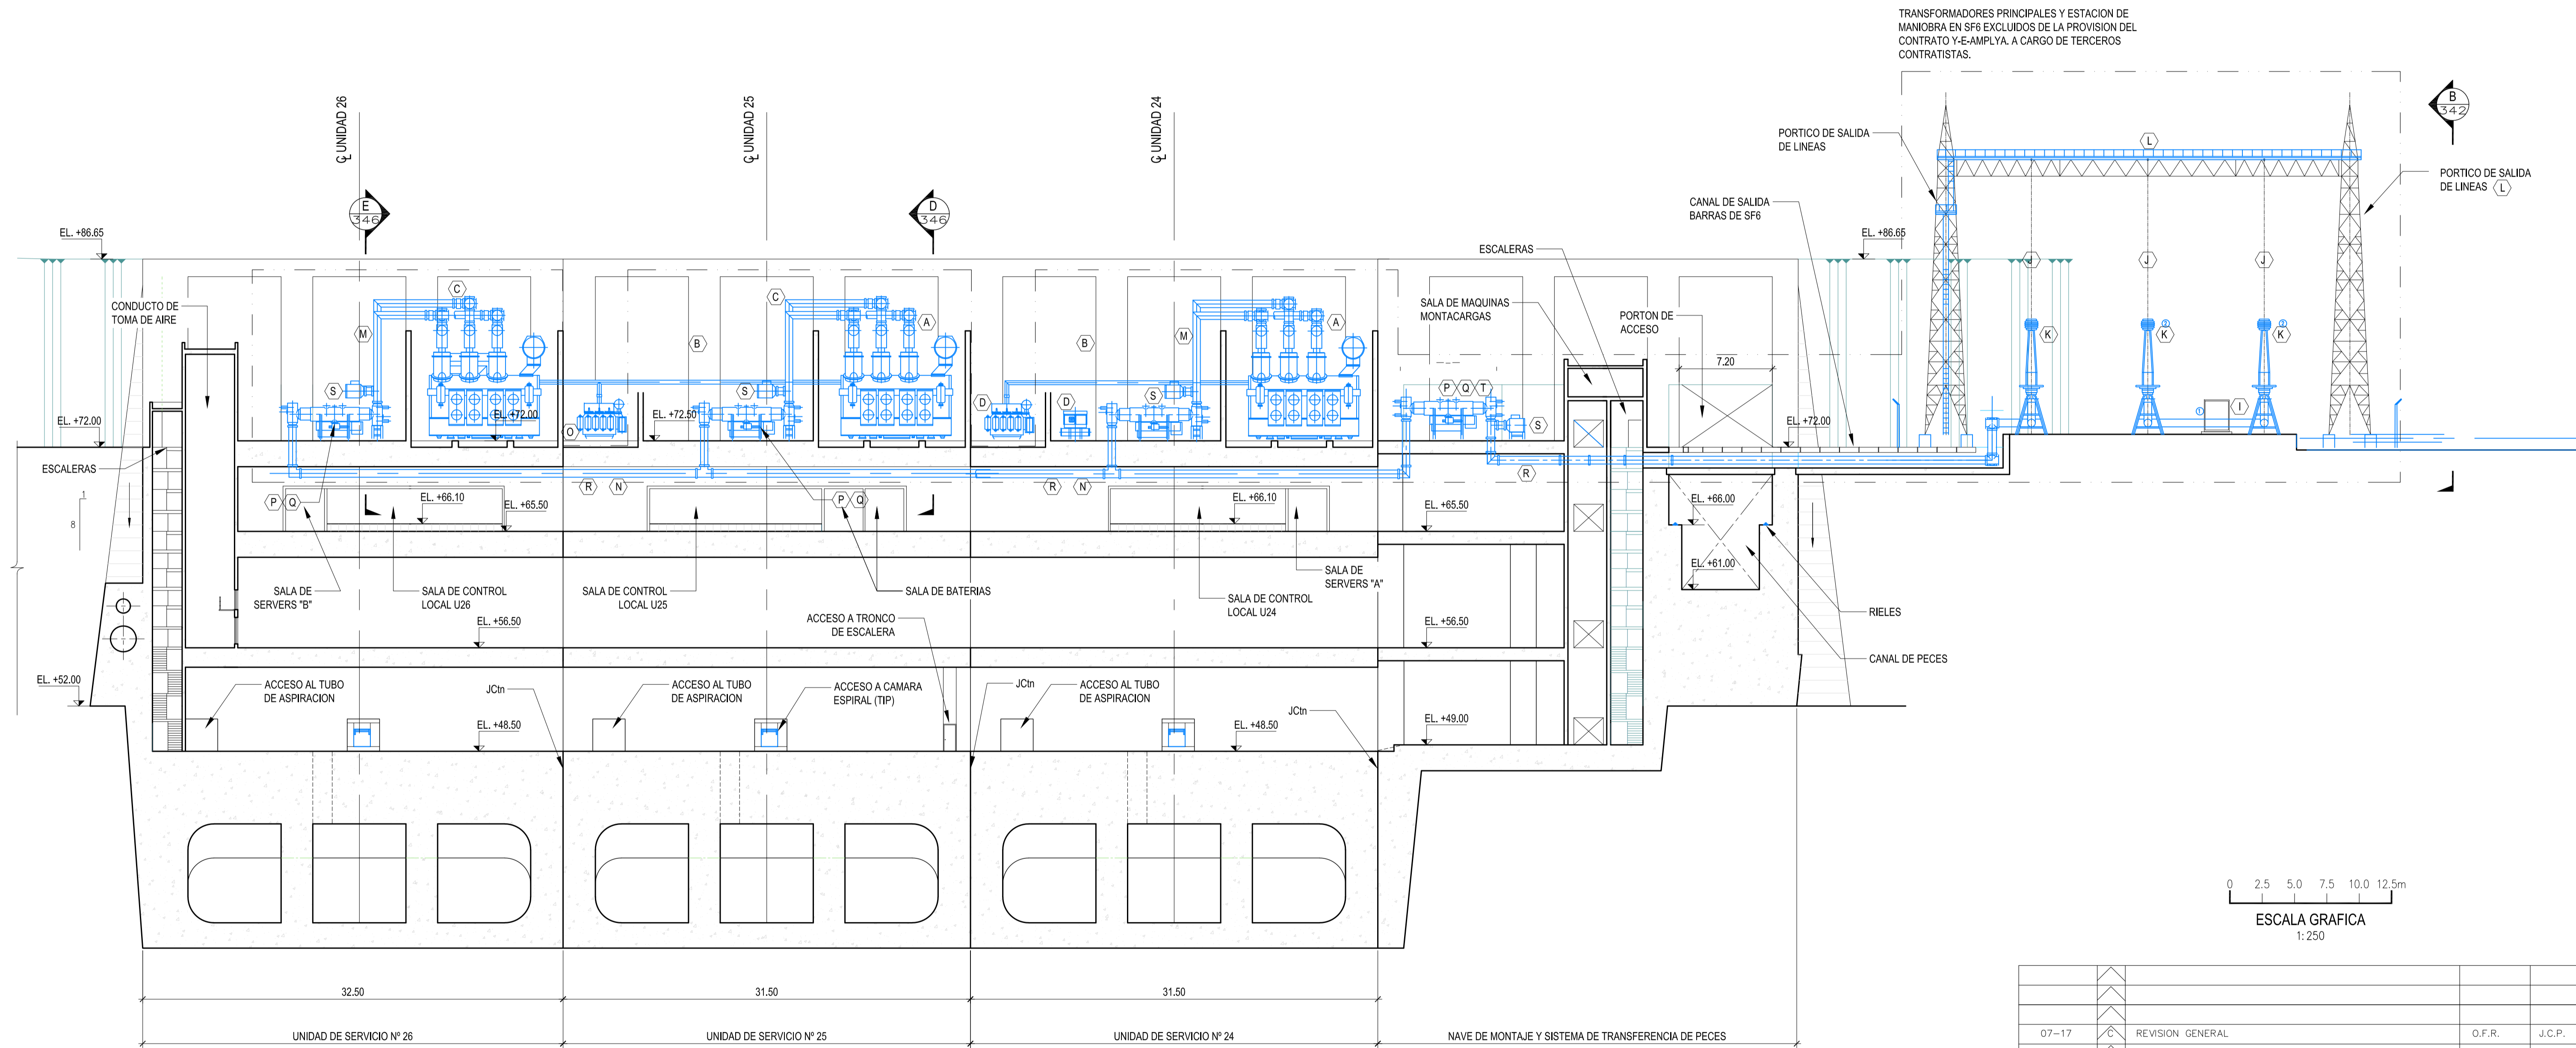 TRANSFORMADORES PRINCIPALES Y ESTACION DE
MANIOBRA EN SF6 EXCLUIDOS DE LA PROVISION DEL
CONTRATO Y-E-AMPLYA. A CARGO DE TERCEROS
CONTRATISTAS.
℄ UNIDAD 26
℄ UNIDAD 25
℄ UNIDAD 24
B
342
PORTICO DE SALIDA
DE LINEAS
L
PORTICO DE SALIDA
DE LINEAS L
E
346
D
346
CANAL DE SALIDA
BARRAS DE SF6
EL. +86.65
EL. +86.65
ESCALERAS
J
J
J
CONDUCTO DE
TOMA DE AIRE
C
C
SALA DE MAQUINAS
MONTACARGAS
PORTON DE
ACCESO
M
A
M
A
B
B
K
2
K
2
K
7.20
S
S
S
P Q T
D
D
I
1
EL. +72.00
EL. +72.00
EL. +72.50
EL. +72.00
O
S
ESCALERAS
R
R N
R N
1
8
P Q
EL. +66.10
EL. +65.50
P Q
EL. +66.10
EL. +65.50
EL. +66.00
EL. +61.00
SALA DE
SERVERS "B"
SALA DE CONTROL
LOCAL U26
SALA DE CONTROL
LOCAL U25
SALA DE BATERIAS
SALA DE CONTROL
LOCAL U24
SALA DE
SERVERS "A"
RIELES
ACCESO A TRONCO
DE ESCALERA
EL. +56.50
EL. +56.50
CANAL DE PECES
EL. +52.00
ACCESO AL TUBO
DE ASPIRACION
JCtn
ACCESO AL TUBO
DE ASPIRACION
ACCESO A CAMARA
ESPIRAL (TIP)
JCtn
ACCESO AL TUBO
DE ASPIRACION
JCtn
EL. +48.50
EL. +48.50
EL. +49.00
0 2.5 5.0 7.5 10.0 12.5m
ESCALA GRAFICA
1: 250
32.50
31.50
31.50
UNIDAD DE SERVICIO Nº 26
UNIDAD DE SERVICIO Nº 25
UNIDAD DE SERVICIO Nº 24
NAVE DE MONTAJE Y SISTEMA DE TRANSFERENCIA DE PECES
07-17 C REVISION GENERAL O.F.R. J.C.P.